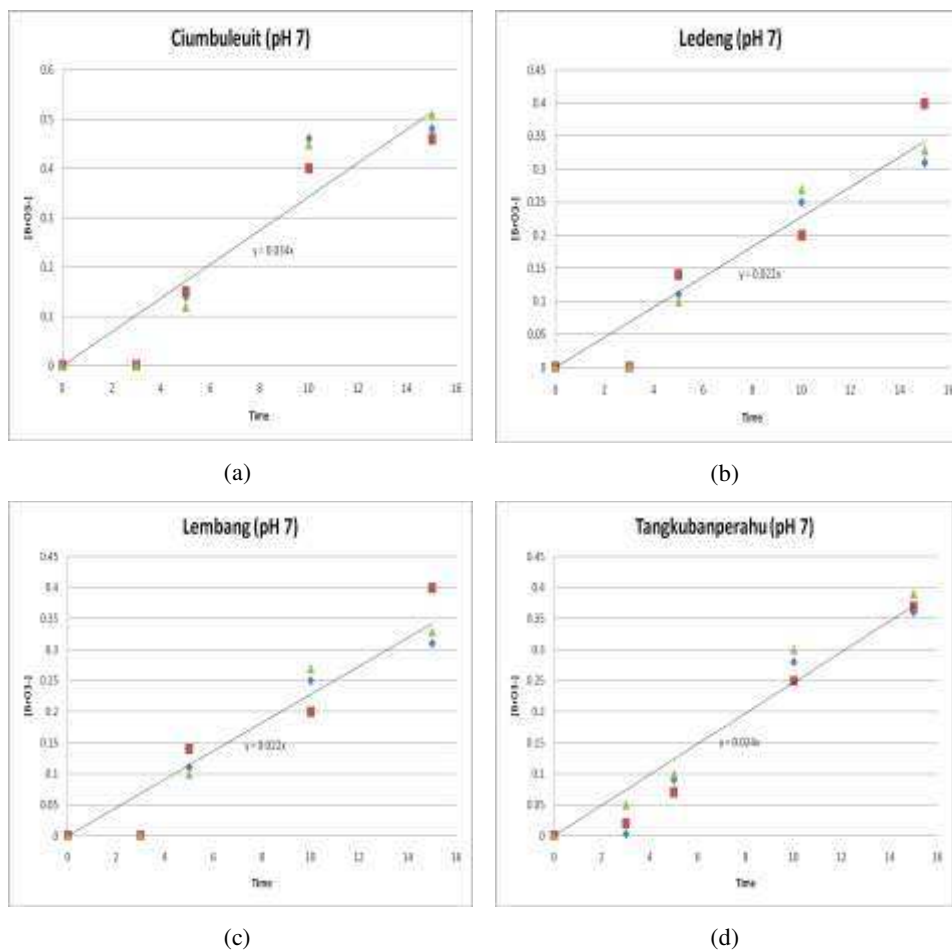 Ciumbuleuit (pH 7)
0.6
0.5
0.4
0.3
0.2
0.1
0
[BrO3-]
y = 0.034x
0 2 4 6 8 10 12 14 16
Time
(a)
Ledeng (pH 7)
0.45
0.4
0.35
0.3
0.25
0.2
0.15
0.1
0.05
0
[BrO3-]
y = 0.022x
0 2 4 6 8 10 12 14 16
Time
(b)
Lembang (pH 7)
0.45
0.4
0.35
0.3
0.25
0.2
0.15
0.1
0.05
0
[BrO3-]
y = 0.022x
0 2 4 6 8 10 12 14 16
Time
(c)
Tangkubanperahu (pH 7)
0.45
0.4
0.35
0.3
0.25
0.2
0.15
0.1
0.05
0
[BrO3-]
y = 0.024x
0 2 4 6 8 10 12 14 16
Time
(d)